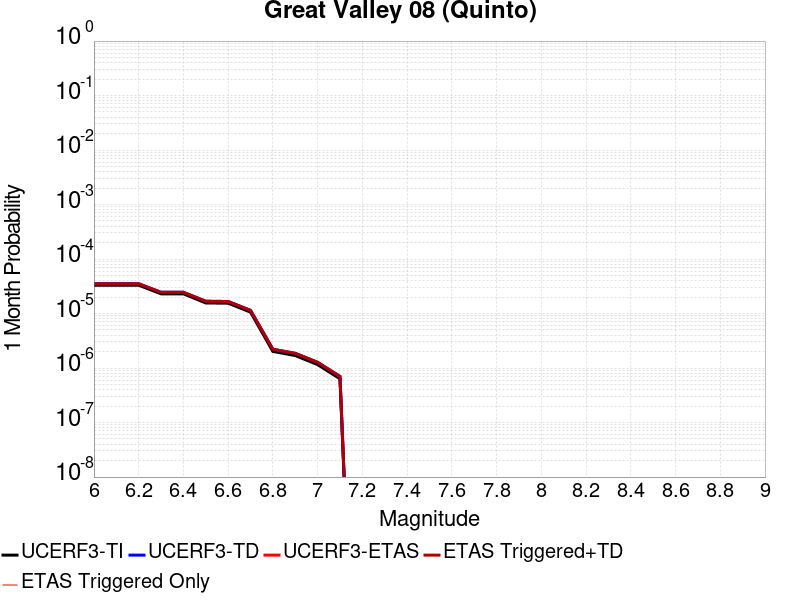 Great Valley 08 (Quinto)
1 Month Probability
10^0
10^-1
10^-2
10^-3
10^-4
10^-5
10^-6
10^-7
10^-8
6 6.2 6.4 6.6 6.8 7 7.2 7.4 7.6 7.8 8 8.2 8.4 8.6 8.8 9
Magnitude
UCERF3-TI UCERF3-TD UCERF3-ETAS ETAS Triggered+TD
ETAS Triggered Only